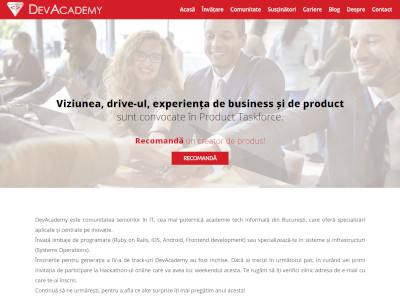 DevAcademy
Acasă Învățare Comunitate Susținători Cariere Blog Despre Contact
Viziunea, drive-ul, experiența de business și de product
sunt convocate în Product Taskforce.
Recomandă un creator de produs!
RECOMANDĂ
DevAcademy este comunitatea seniorilor în IT, cea mai puternică academie tech informală din București, care oferă specializări
aplicate și centrate pe inovație.
Învață limbaje de programare (Ruby on Rails, iOS, Android, Frontend development) sau specializează-te în sisteme și infrastructuri
(Systems Operations).
Înscrierile pentru generația a IV-a de track-uri DevAcademy au fost închise. Dacă ai trecut în următorul pas, în curând vei primi
invitația de participare la Hackathon-ul online care va avea loc weekendul acesta. Te rugăm să îți verifici zilnic adresa de e-mail cu
care te-ai înscris.
Continuă să ne urmărești, pentru a afla ce alte surprize îți mai pregătim anul acesta!